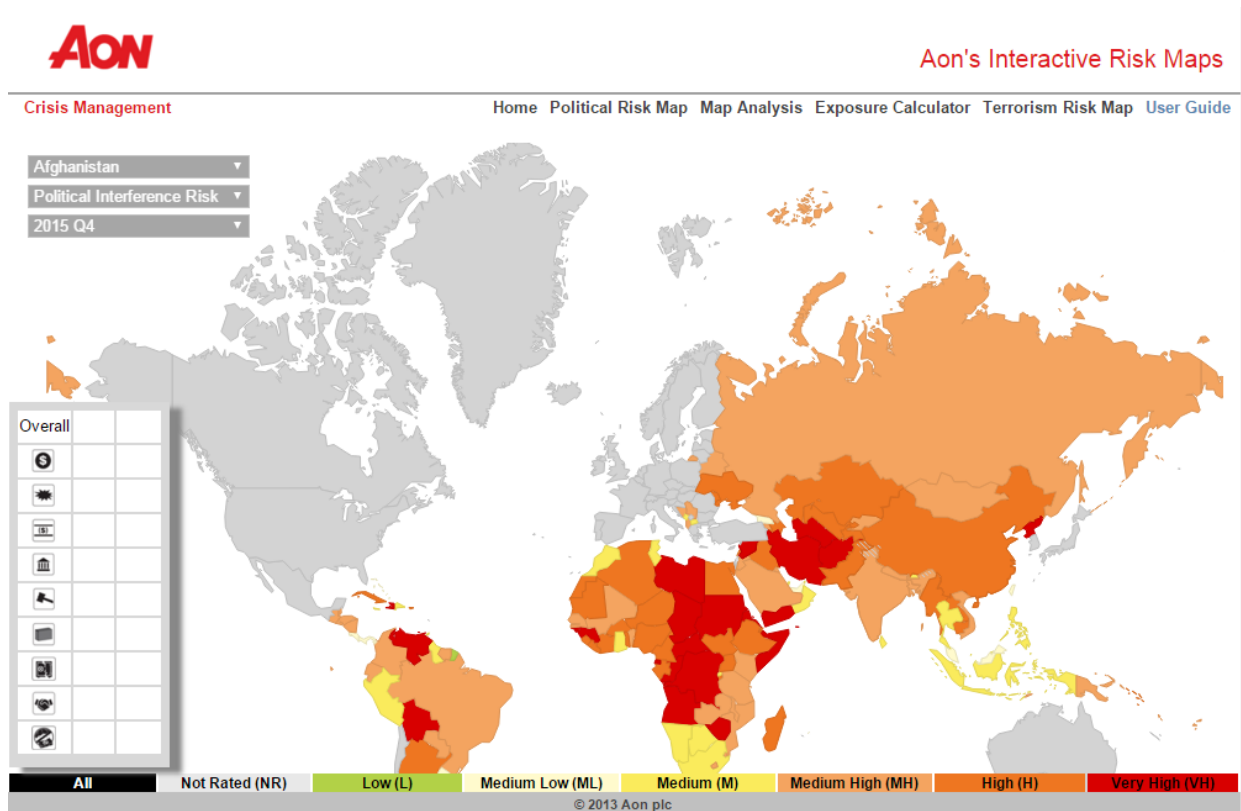 AON
Aon's Interactive Risk Maps
Crisis Management
Home Political Risk Map Map Analysis Exposure Calculator Terrorism Risk Map User Guide
Afghanistan
Political Interference Risk
2015 Q4
Overall
All Not Rated (NR) Low (L) Medium Low (ML) Medium (M) Medium High (MH) High (H) Very High (VH)
© 2013 Aon plc